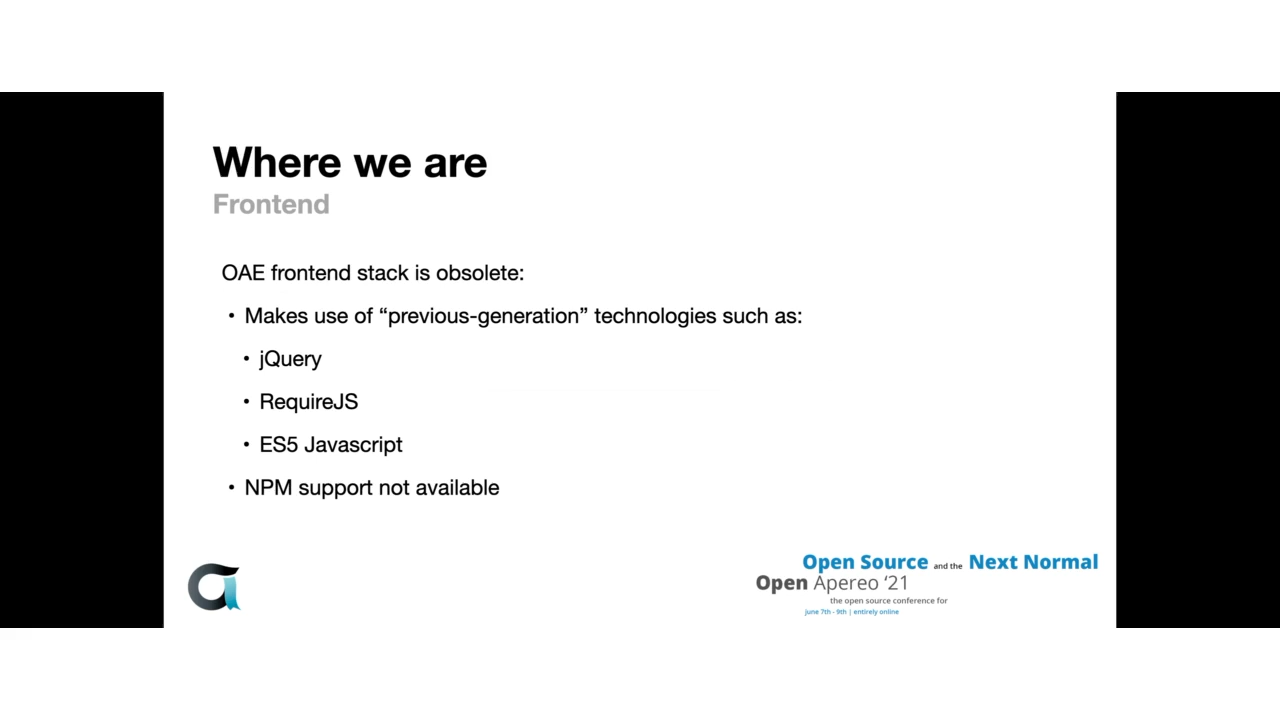 Where we are
Frontend
OAE frontend stack is obsolete:
• Makes use of “previous-generation” technologies such as:
• jQuery
• RequireJS
• ES5 Javascript
• NPM support not available
Open Source and the Next Normal
Open Apereo ‘21
the open source conference for
June 7th - 9th | entirely online